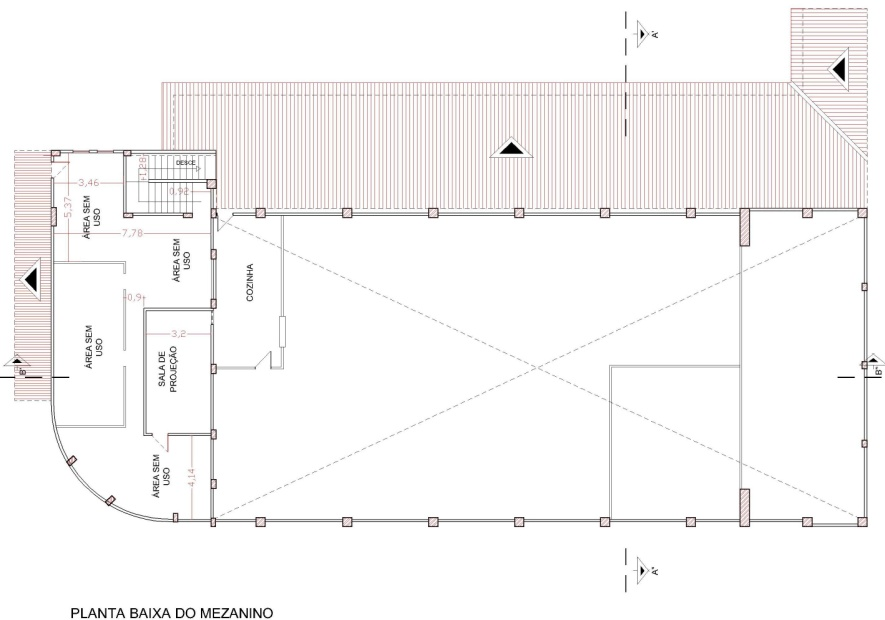 A'
DESCE
1,28
3,46
0,92
5,37
ÁREA SEM
USO
7,78
ÁREA SEM
USO
COZINHA
0,9
ÁREA SEM
USO
3,2
SALA DE
PROJEÇÃO
B'
B'
ÁREA SEM
USO
4,14
A'
PLANTA BAIXA DO MEZANINO